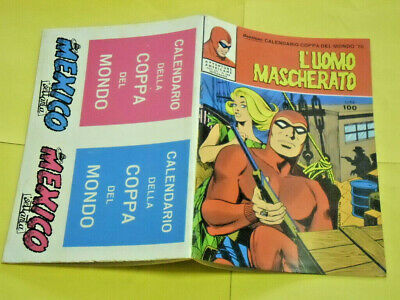 CALENDARIO
DELLA
COPPA
DEL
MONDO
MEXICO
CALENDARIO
DELLA
COPPA
DEL
MONDO
MEXICO
CALENDARIO COPPA DEL MONDO '70
L'UOMO
MASCHERATO
LIRE
100